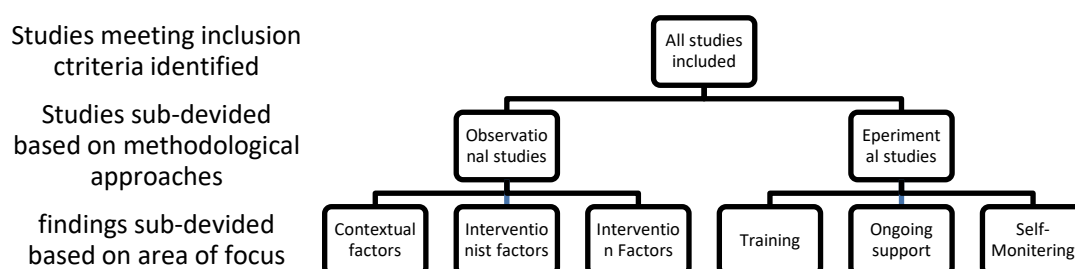 Studies meeting inclusion
ctriteria identified
All studies
included
Studies sub-devided
based on methodological
approaches
Observatio
nal studies
Eperiment
al studies
findings sub-devided
based on area of focus
Contextual
factors
Interventio
nist factors
Interventio
n Factors
Training
Ongoing
support
Self-
Monitering